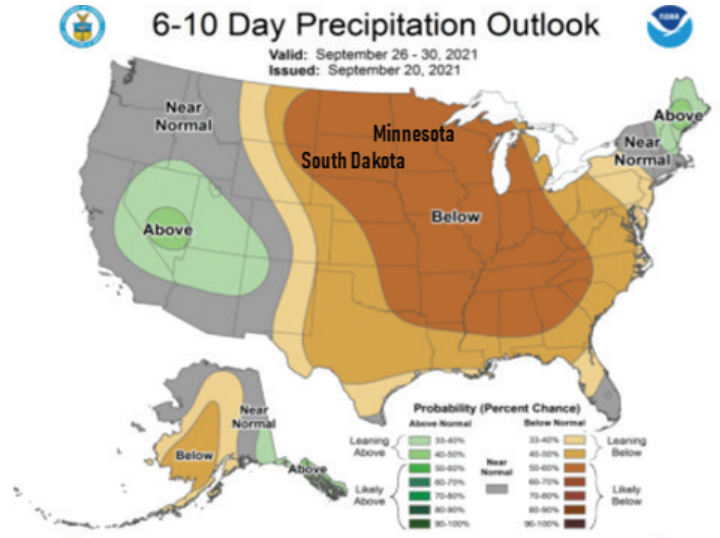 6-10 Day Precipitation Outlook
Valid: September 26 - 30, 2021
Issued: September 20, 2021
NOAA
Near
Normal
Minnesota
South Dakota
Above
Near
Normal
Above
Below
Near
Normal
Below
Above
Probability (Percent Chance)
Above Normal
Below Normal
Leaning
Above
33-40%
40-50%
Likely
Above
50-60%
60-70%
70-80%
80-90%
90-100%
Near
Normal
33-40%
40-50%
Leaning
Below
50-60%
60-70%
70-80%
80-90%
90-100%
Likely
Below